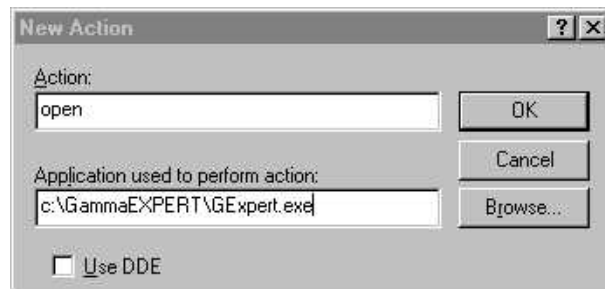 New Action
Action:
open
OK
Cancel
Application used to perform action:
c:\GammaEXPERT\GExpert.exe
Browse...
Use DDE